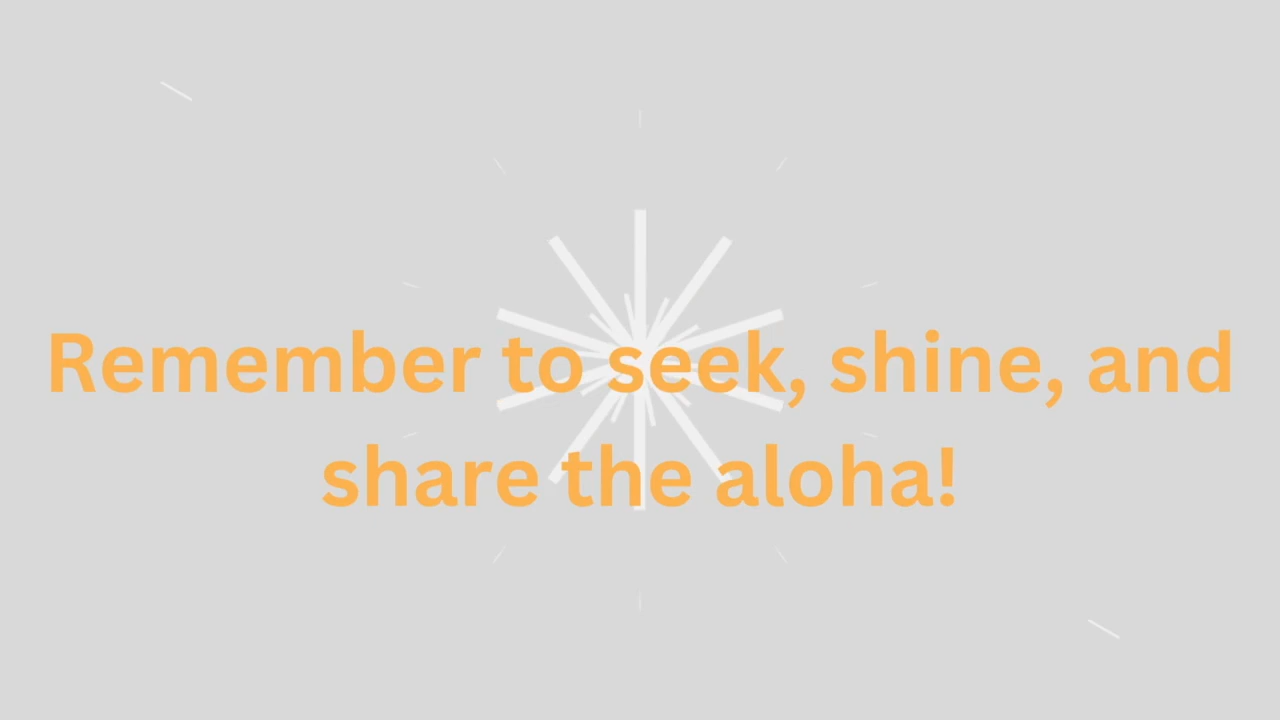 Remember to seek, shine, and
share the aloha!